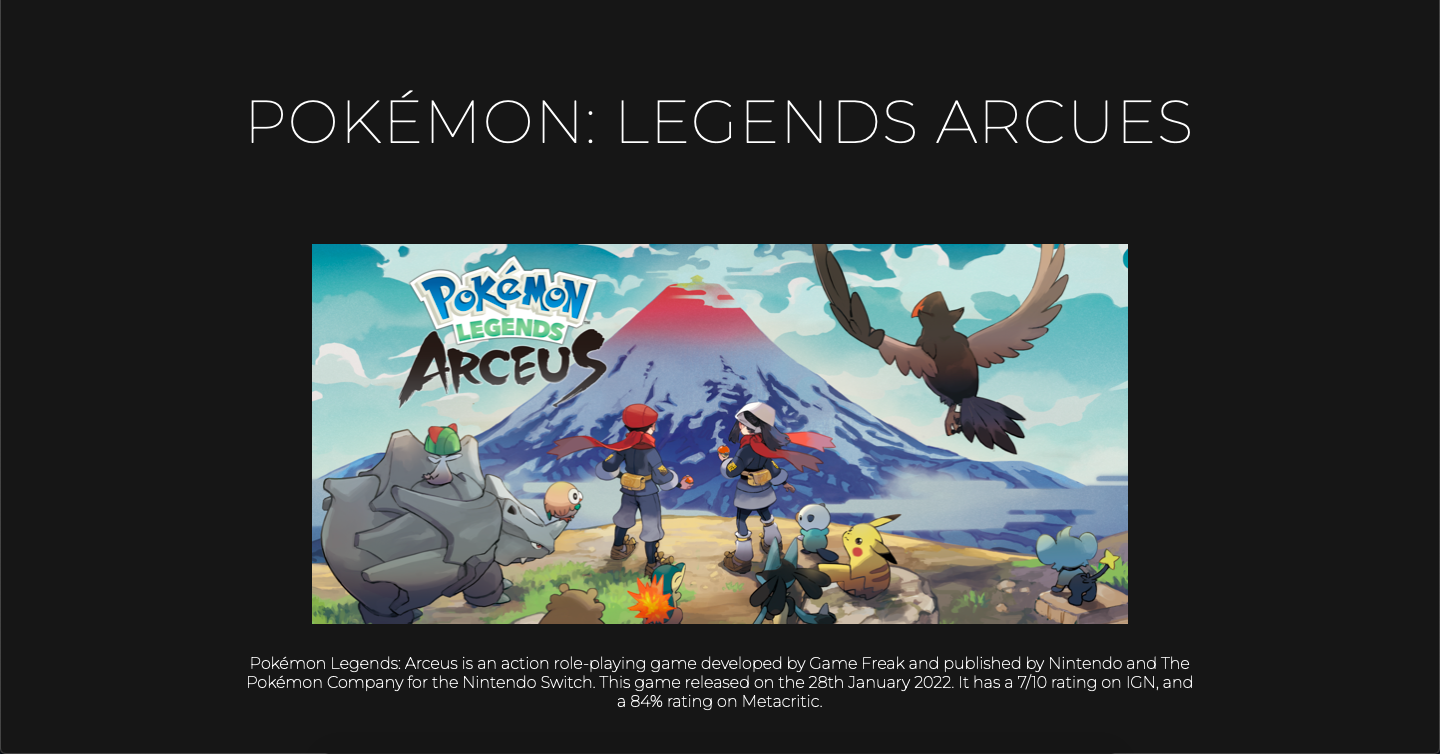 POKÉMON: LEGENDS ARCUES
POKéMON
LEGENDS
ARCEUS
Pokémon Legends: Arceus is an action role-playing game developed by Game Freak and published by Nintendo and The
Pokémon Company for the Nintendo Switch. This game released on the 28th January 2022. It has a 7/10 rating on IGN, and
a 84% rating on Metacritic.